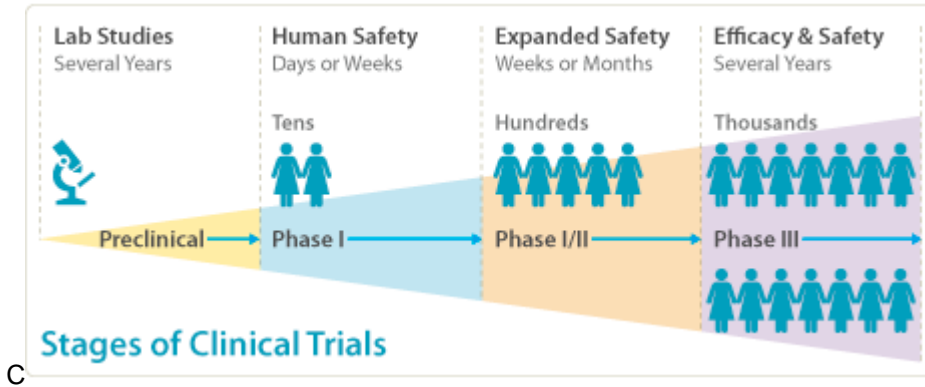 Lab Studies
Several Years
Human Safety
Days or Weeks
Expanded Safety
Weeks or Months
Efficacy & Safety
Several Years
Tens
Hundreds
Thousands
Preclinical
Phase I
Phase I/II
Phase III
Stages of Clinical Trials
C